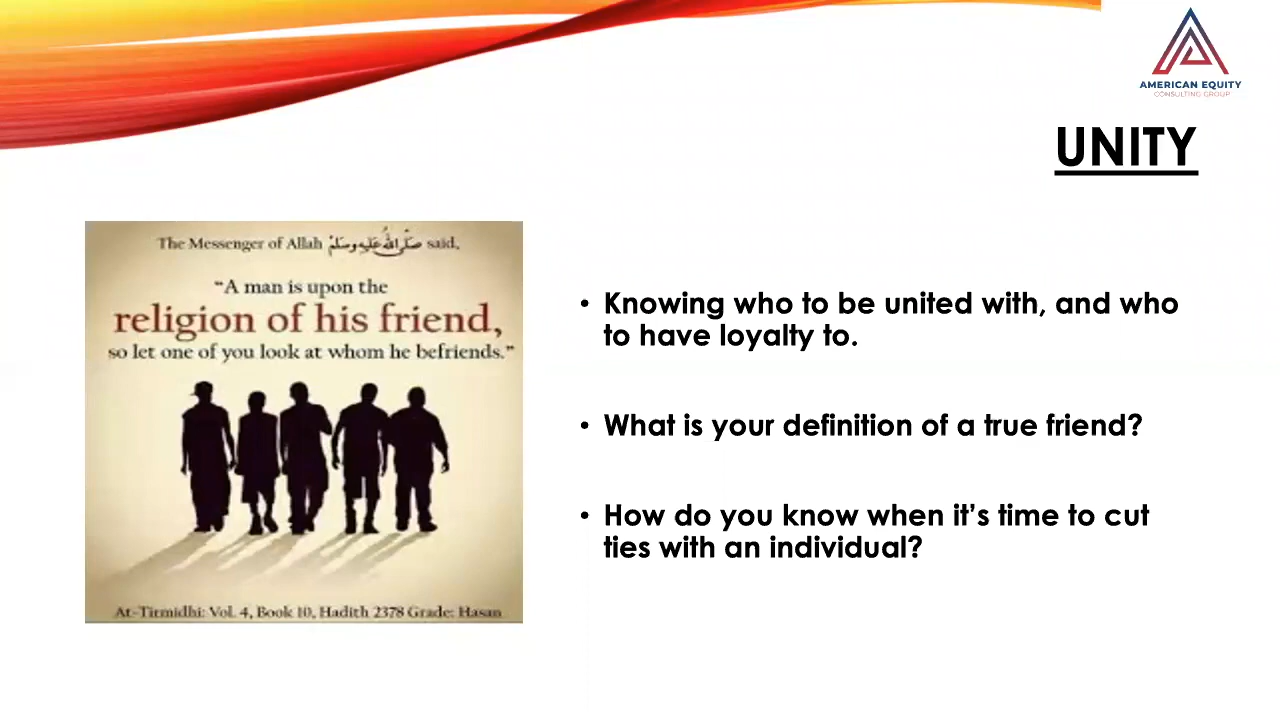 AMERICAN EQUITY
CONSULTING GROUP
UNITY
The Messenger of Allah ﷺ said,
“A man is upon the
religion of his friend,
so let one of you look at whom he befriends.”
At-Tirmidhi: Vol. 4, Book 10, Hadith 2378 Grade: Hasan
• Knowing who to be united with, and who
to have loyalty to.
• What is your definition of a true friend?
• How do you know when it’s time to cut
ties with an individual?